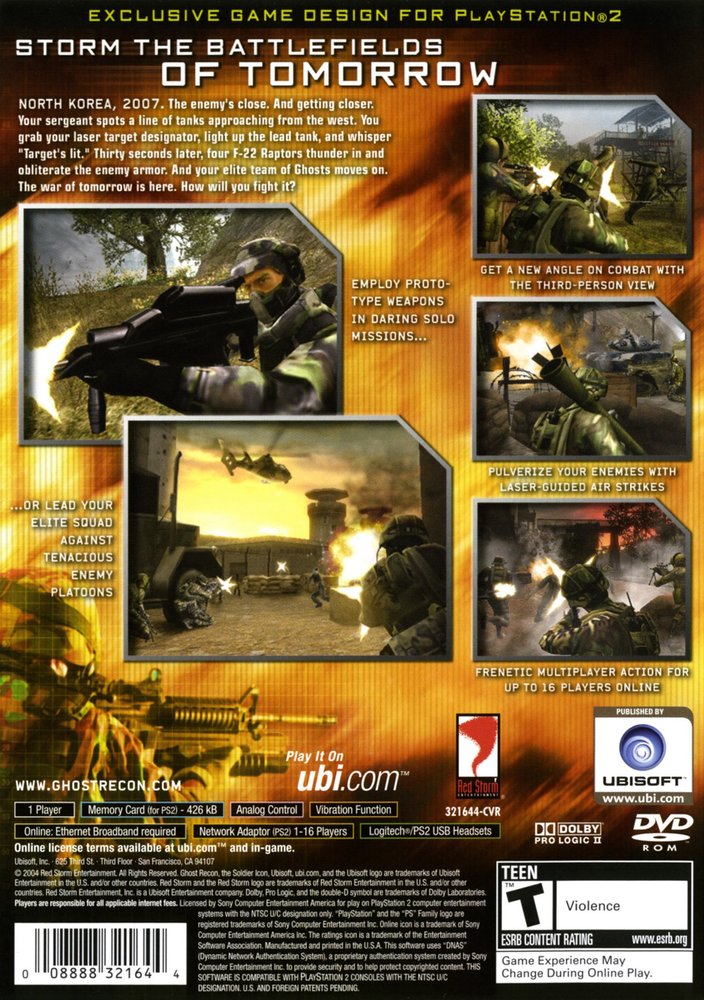 EXCLUSIVE GAME DESIGN FOR PLAYSTATION®2
STORM THE BATTLEFIELDS
OF TOMORROW
NORTH KOREA, 2007. The enemy's close. And getting closer.
Your sergeant spots a line of tanks approaching from the west. You
grab your laser target designator, light up the lead tank, and whisper
"Target's lit." Thirty seconds later, four F-22 Raptors thunder in and
obliterate the enemy armor. And your elite team of Ghosts moves on.
The war of tomorrow is here. How will you fight it?
EMPLOY PROTO-
TYPE WEAPONS
IN DARING SOLO
MISSIONS...
GET A NEW ANGLE ON COMBAT WITH
THE THIRD-PERSON VIEW
PULVERIZE YOUR ENEMIES WITH
LASER-GUIDED AIR STRIKES
...OR LEAD YOUR
ELITE SQUAD
AGAINST
TENACIOUS
ENEMY
PLATOONS
FRENETIC MULTIPLAYER ACTION FOR
UP TO 16 PLAYERS ONLINE
WWW.GHOSTRECON.COM
Play It On
ubi.com™
Red Storm
ENTERTAINMENT
321644-CVR
PUBLISHED BY
UBISOFT™
www.ubi.com
1 Player
Memory Card (for PS2) - 426 kB
Analog Control
Vibration Function
Online: Ethernet Broadband required
Network Adaptor (PS2) 1-16 Players
Logitech®/PS2 USB Headsets
Online license terms available at ubi.com™ and in-game.
DOLBY
PRO LOGIC II
DVD
ROM
Ubisoft, Inc. · 625 Third St. · Third Floor · San Francisco, CA 94107
© 2004 Red Storm Entertainment. All Rights Reserved. Ghost Recon, the Soldier Icon, Ubisoft, ubi.com, and the Ubisoft logo are trademarks of Ubisoft
Entertainment in the U.S. and/or other countries. Red Storm and the Red Storm logo are trademarks of Red Storm Entertainment in the U.S. and/or other
countries. Red Storm Entertainment, Inc. is a Ubisoft Entertainment company. Dolby, Pro Logic, and the double-D symbol are trademarks of Dolby Laboratories.
Players are responsible for all applicable internet fees. Licensed by Sony Computer Entertainment America for play on PlayStation 2 computer entertainment
systems with the NTSC U/C designation only. "PlayStation" and the "PS" Family logo are
registered trademarks of Sony Computer Entertainment Inc. Online icon is a trademark of Sony
Computer Entertainment America Inc. The ratings icon is a trademark of the Entertainment
Software Association. Manufactured and printed in the U.S.A. This software uses "DNAS"
(Dynamic Network Authentication System), a proprietary authentication system created by Sony
Computer Entertainment Inc. to provide security and to help protect copyrighted content. THIS
SOFTWARE IS COMPATIBLE WITH PLAYSTATION 2 CONSOLES WITH THE NTSC U/C
DESIGNATION. U.S. AND FOREIGN PATENTS PENDING.
0 08888 32164 4
TEEN
T
Violence
ESRB CONTENT RATING www.esrb.org
Game Experience May
Change During Online Play.